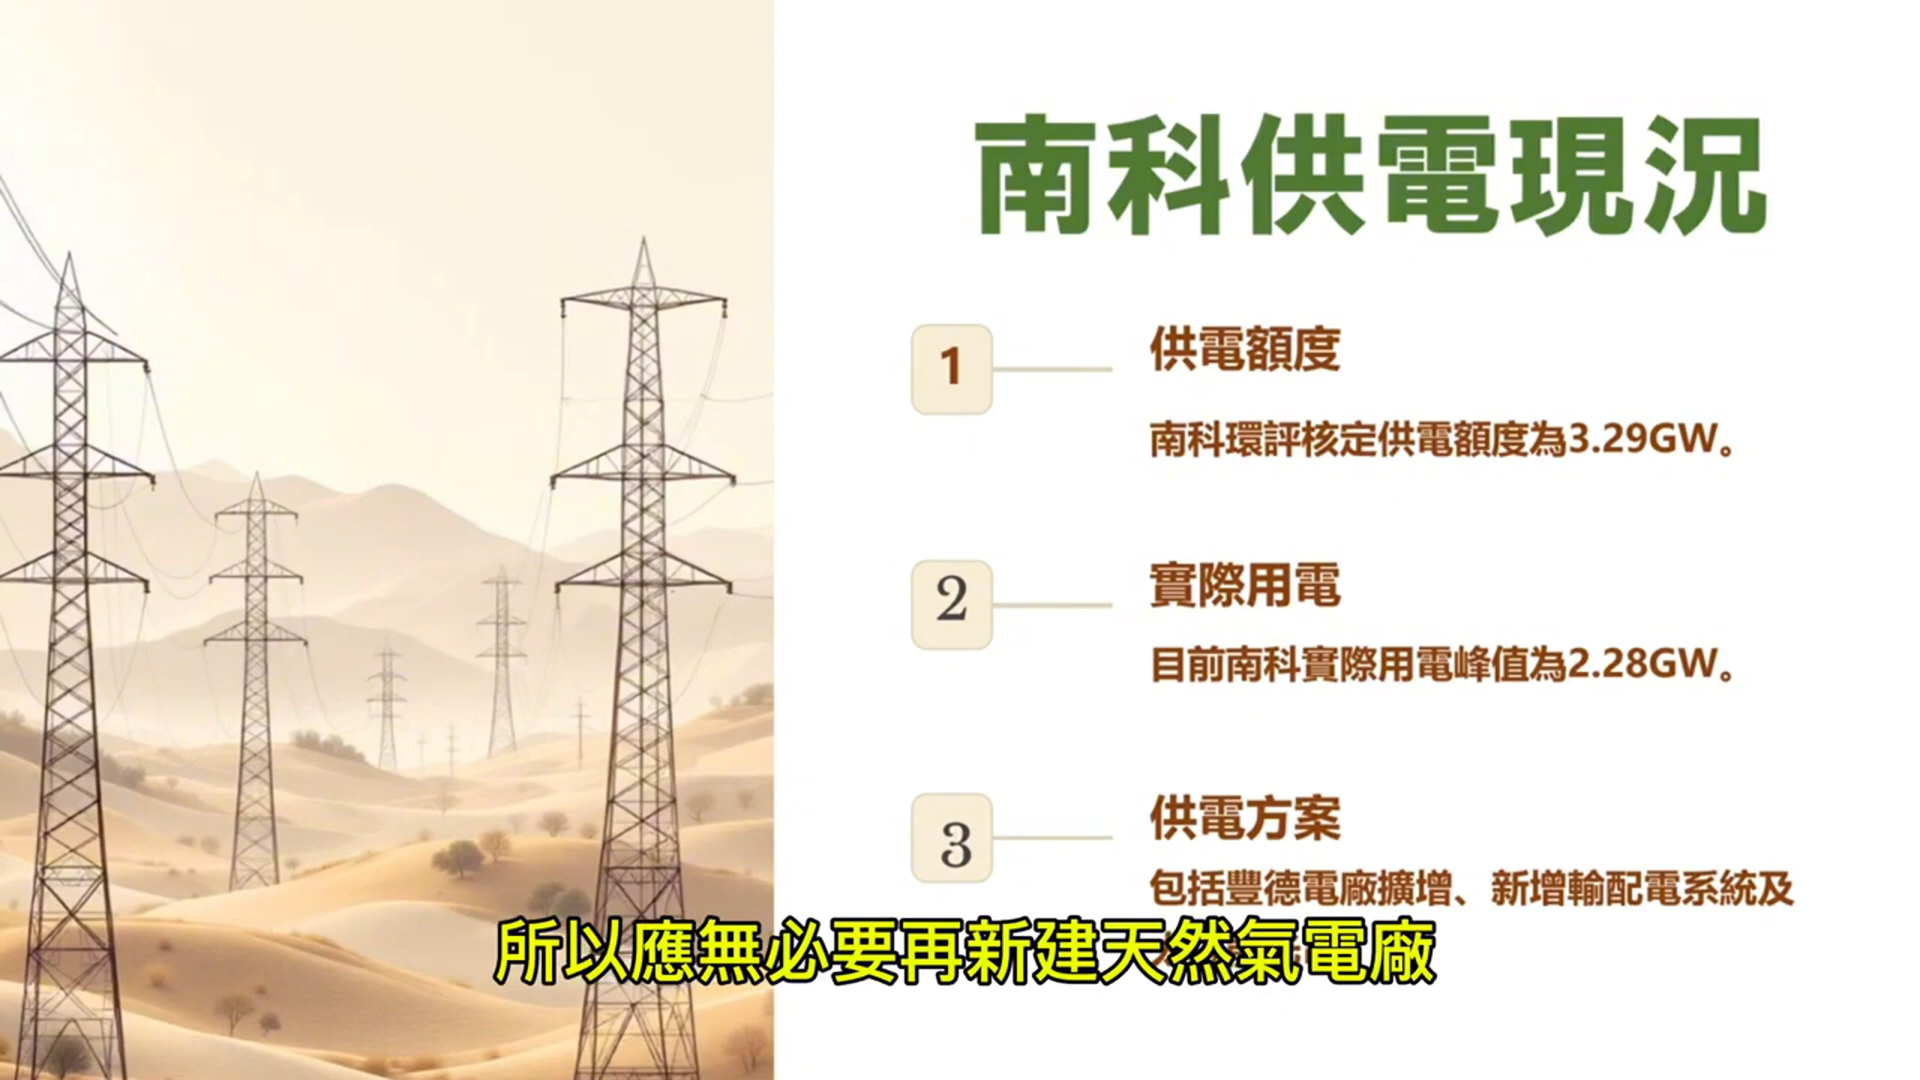 南科供電現況
1
供電額度
南科環評核定供電額度為3.29GW。
2
實際用電
目前南科實際用電峰值為2.28GW。
3
供電方案
包括豐德電廠擴增、新增輸配電系統及
所以應無必要再新建天然氣電廠